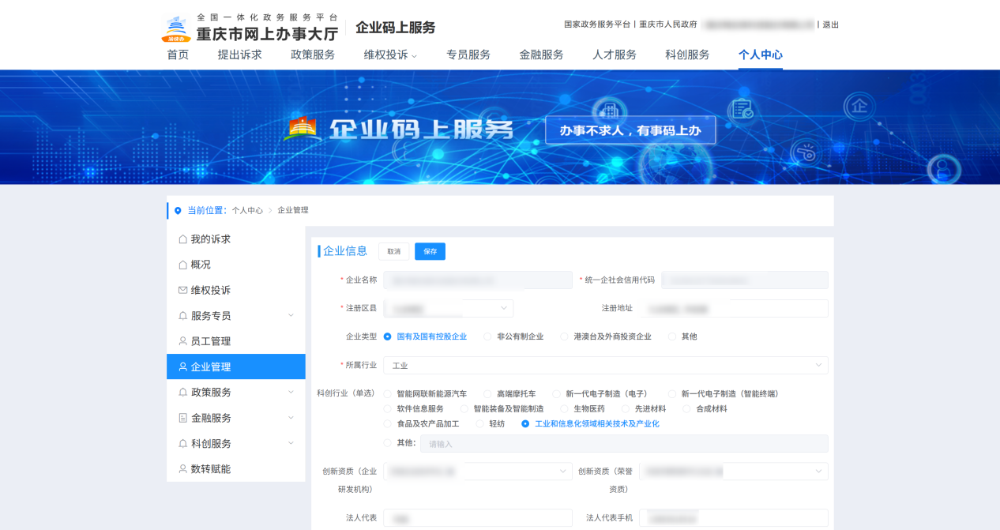 全国一体化政务服务平台
重庆市网上办事大厅 企业码上服务
渝快办
国家政务服务平台 | 重庆市人民政府 | 退出
首页 提出诉求 政策服务 维权投诉 专员服务 金融服务 人才服务 科创服务 个人中心
企业码上服务 办事不求人，有事码上办
企
当前位置： 个人中心 > 企业管理
我的诉求
概况
维权投诉
服务专员
员工管理
企业管理
政策服务
金融服务
科创服务
数转赋能
企业信息 取消 保存
* 企业名称 * 统一企社会信用代码
* 注册区县 注册地址
企业类型 国有及国有控股企业 非公有制企业 港澳台及外商投资企业 其他
* 所属行业 工业
科创行业（单选） 智能网联新能源汽车 高端摩托车 新一代电子制造（电子） 新一代电子制造（智能终端）
软件信息服务 智能装备及智能制造 生物医药 先进材料 合成材料
食品及农产品加工 轻纺 工业和信息化领域相关技术及产业化
其他： 请输入
创新资质（企业研发机构） 创新资质（荣誉资质）
法人代表 法人代表手机